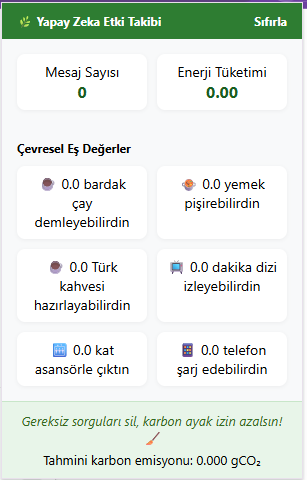 🌿 Yapay Zeka Etki Takibi Sıfırla
Mesaj Sayısı
0
Enerji Tüketimi
0.00
Çevresel Eş Değerler
0.0 bardak
çay
demleyebilirdin
0.0 yemek
pişirebilirdin
0.0 Türk
kahvesi
hazırlayabilirdin
0.0 dakika dizi
izleyebilirdin
0.0 kat
asansörle çıktın
0.0 telefon
şarj edebilirdin
Gereksiz sorguları sil, karbon ayak izin azalsın!
Tahmini karbon emisyonu: 0.000 gCO₂